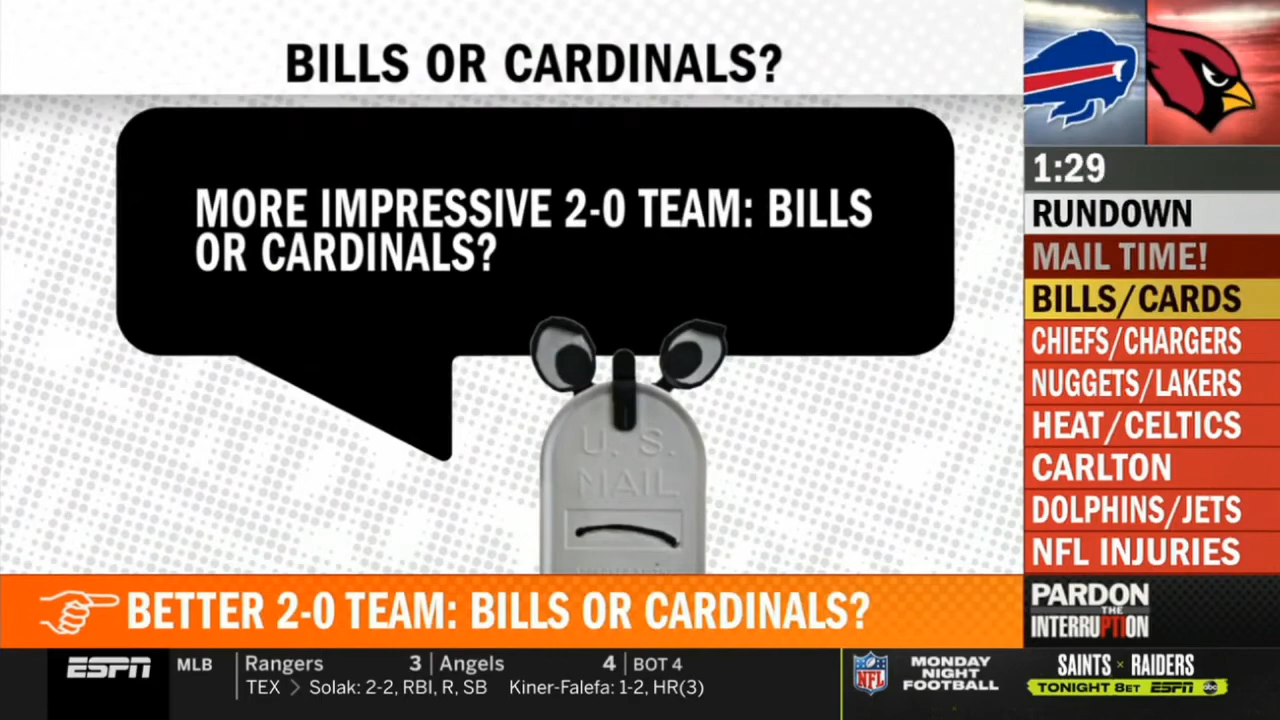 BILLS OR CARDINALS?
MORE IMPRESSIVE 2-0 TEAM: BILLS
OR CARDINALS?
U. S.
MAIL
1:29
RUNDOWN
MAIL TIME!
BILLS/CARDS
CHIEFS/CHARGERS
NUGGETS/LAKERS
HEAT/CELTICS
CARLTON
DOLPHINS/JETS
NFL INJURIES
BETTER 2-0 TEAM: BILLS OR CARDINALS?
PARDON
THE
INTERRUPTION
ESPN
MLB
Rangers 3 Angels 4 BOT 4
TEX > Solak: 2-2, RBI, R, SB Kiner-Falefa: 1-2, HR(3)
NFL
MONDAY
NIGHT
FOOTBALL
SAINTS × RAIDERS
TONIGHT 8ET ESPN abc